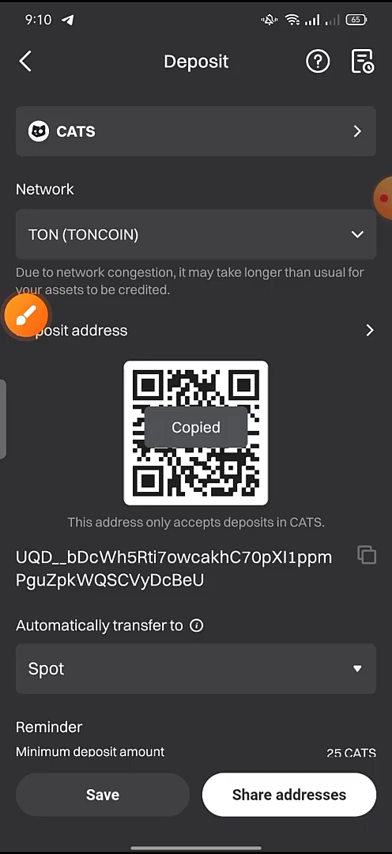 9:10
65
Deposit
CATS
Network
TON (TONCOIN)
Due to network congestion, it may take longer than usual for
your assets to be credited.
posit address
Copied
This address only accepts deposits in CATS.
UQD__bDcWh5Rti7owcakhC70pXI1ppm
PguZpkWQSCVyDcBeU
Automatically transfer to
Spot
Reminder
Minimum deposit amount 25 CATS
Save Share addresses